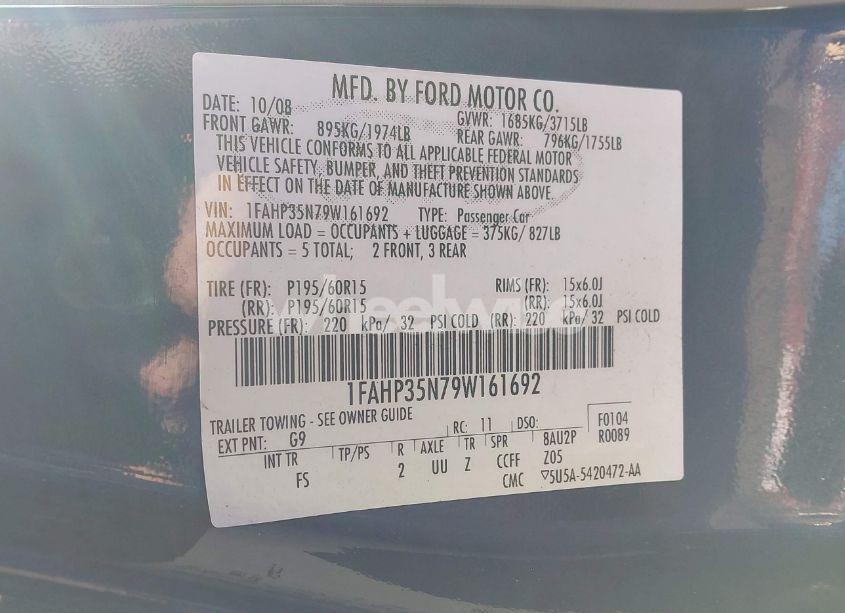 MFD. BY FORD MOTOR CO.
DATE: 10/08 GVWR: 1685KG/3715LB
FRONT GAWR: 895KG/1974LB REAR GAWR: 796KG/1755LB
THIS VEHICLE CONFORMS TO ALL APPLICABLE FEDERAL MOTOR
VEHICLE SAFETY, BUMPER, AND THEFT PREVENTION STANDARDS
IN EFFECT ON THE DATE OF MANUFACTURE SHOWN ABOVE.
VIN: 1FAHP35N79W161692 TYPE: Passenger Car
MAXIMUM LOAD = OCCUPANTS + LUGGAGE = 375KG/ 827LB
OCCUPANTS = 5 TOTAL; 2 FRONT, 3 REAR
TIRE (FR): P195/60R15 RIMS (FR): 15x6.0J
(RR): P195/60R15 (RR): 15x6.0J
PRESSURE (FR): 220 kPa/ 32 PSI COLD (RR): 220 kPa/ 32 PSI COLD
1FAHP35N79W161692
TRAILER TOWING - SEE OWNER GUIDE
EXT PNT: G9 RC: 11 DSO: F0104
8AU2P R0089
INT TR TP/PS R AXLE TR SPR Z05
FS 2 UU Z CCFF
CMC ▽5U5A-5420472-AA